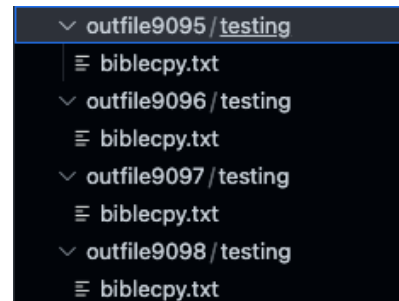 outfile9095/testing
biblecpy.txt
outfile9096/testing
biblecpy.txt
outfile9097/testing
biblecpy.txt
outfile9098/testing
biblecpy.txt